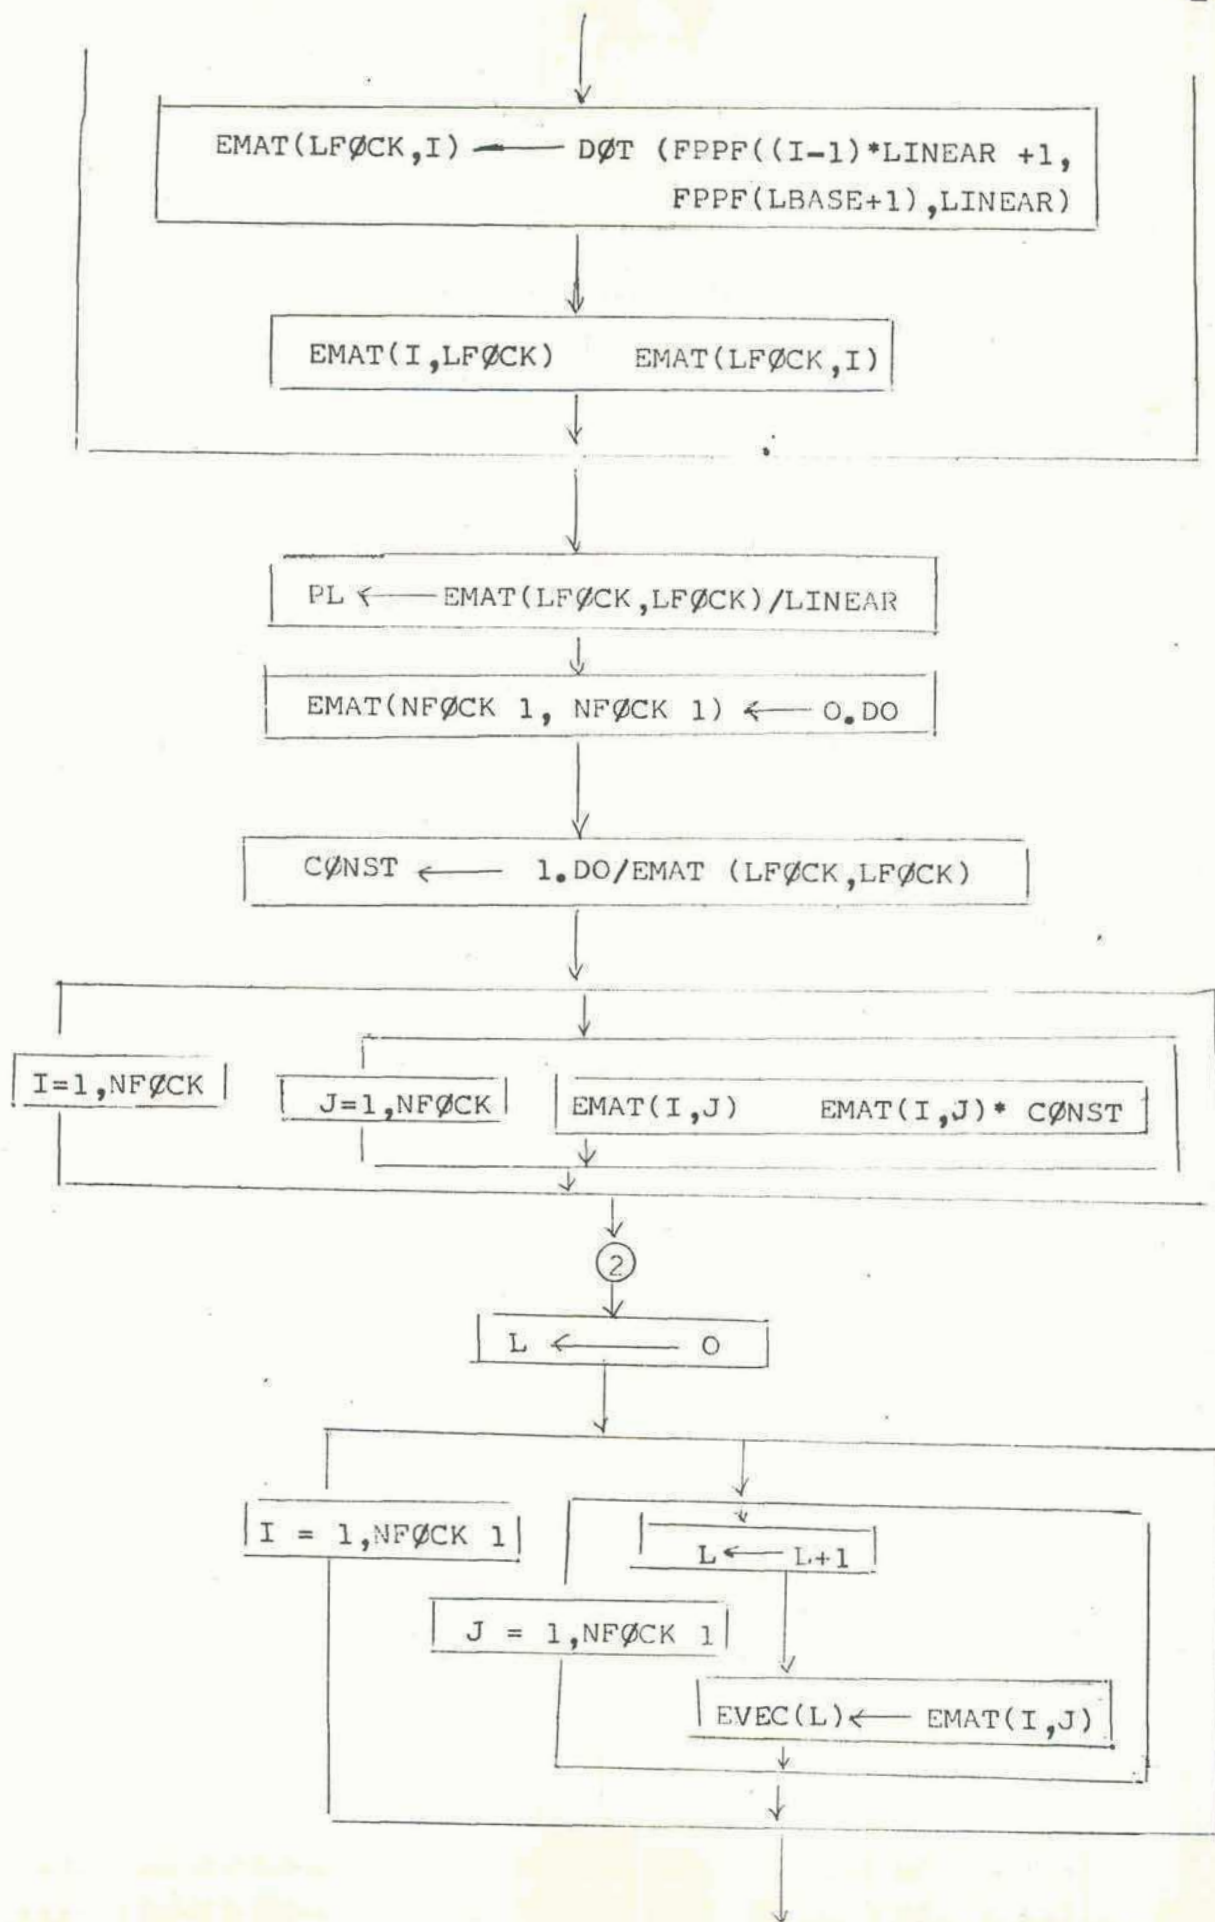 EMAT(LFØCK,I) ← DØT (FPPF((I-1)*LINEAR +1,
FPPF(LBASE+1),LINEAR)
EMAT(I,LFØCK) EMAT(LFØCK,I)
PL ← EMAT(LFØCK,LFØCK)/LINEAR
EMAT(NFØCK 1, NFØCK 1) ← O.DO
CØNST ← 1.DO/EMAT (LFØCK,LFØCK)
I=1,NFØCK
J=1,NFØCK
EMAT(I,J) EMAT(I,J)* CØNST
2
L ← O
I = 1,NFØCK 1
L ← L+1
J = 1,NFØCK 1
EVEC(L) ← EMAT(I,J)